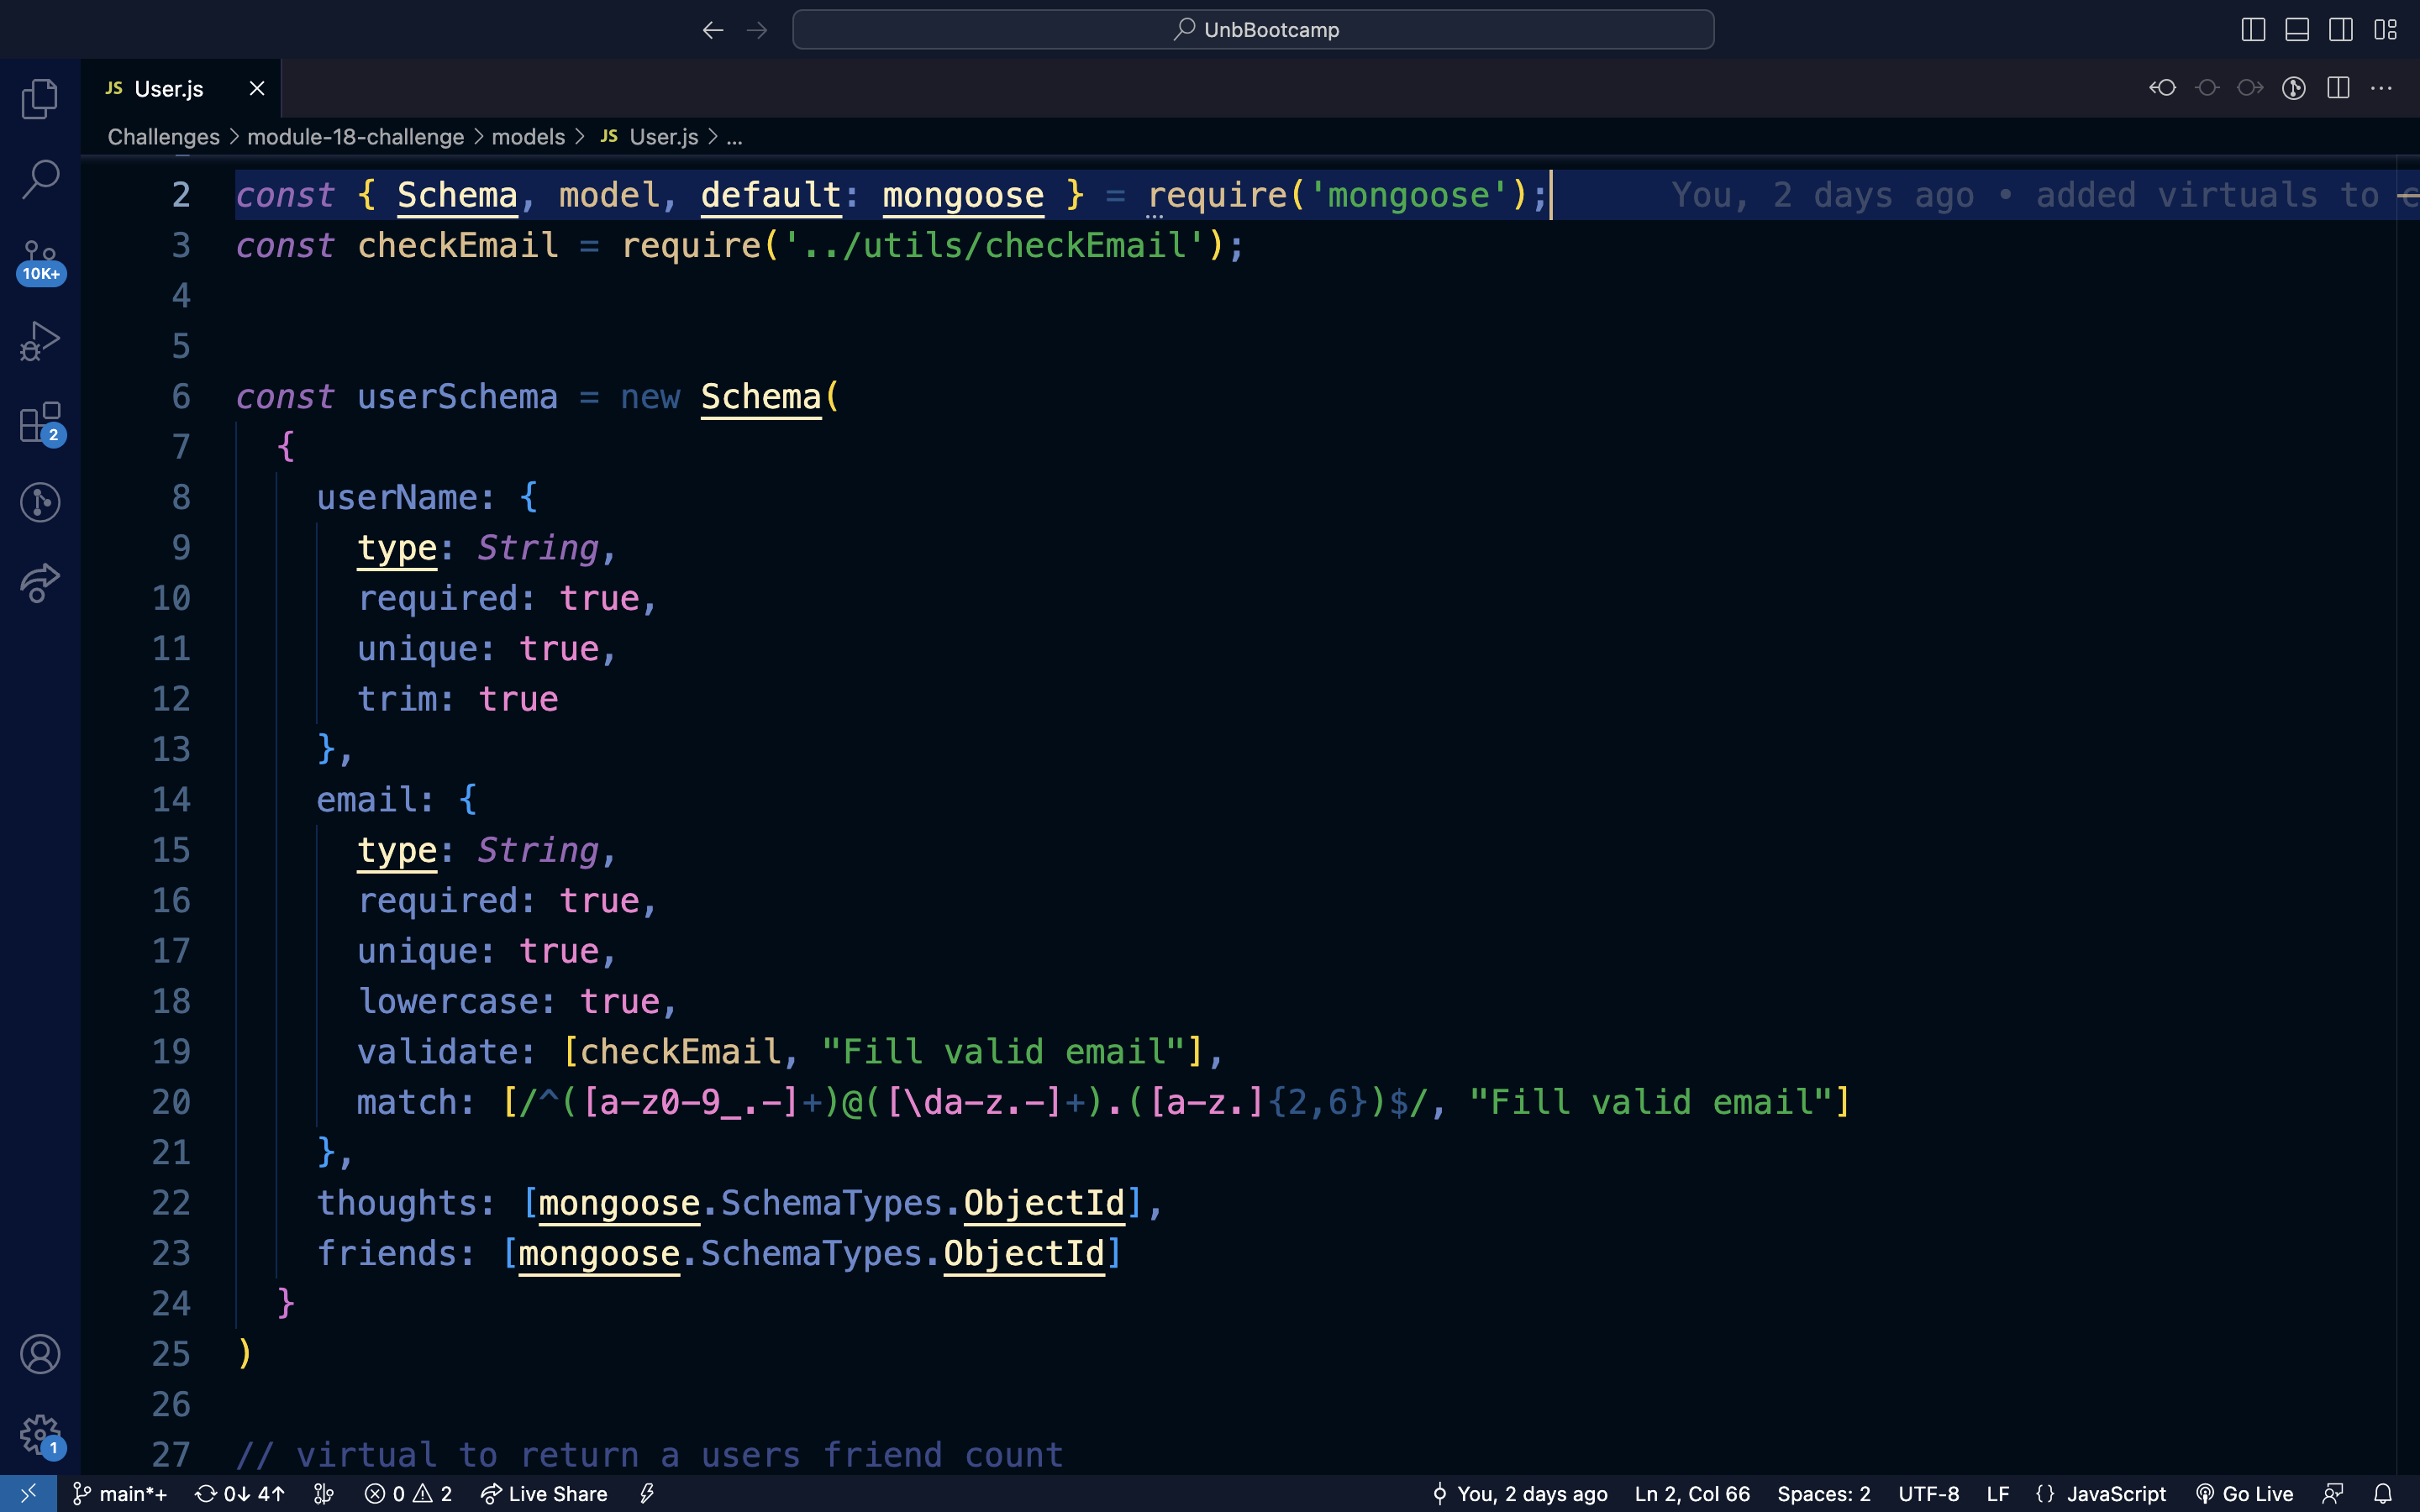 UnbBootcamp
JS User.js
Challenges > module-18-challenge > models > JS User.js > ...
2 const { Schema, model, default: mongoose } = require('mongoose'); You, 2 days ago • added virtuals to
3 const checkEmail = require('../utils/checkEmail');
4
5
6 const userSchema = new Schema(
7 {
8 userName: {
9 type: String,
10 required: true,
11 unique: true,
12 trim: true
13 },
14 email: {
15 type: String,
16 required: true,
17 unique: true,
18 lowercase: true,
19 validate: [checkEmail, "Fill valid email"],
20 match: [/^([a-z0-9_.-]+)@([\da-z.-]+).([a-z.]{2,6})$/, "Fill valid email"]
21 },
22 thoughts: [mongoose.SchemaTypes.ObjectId],
23 friends: [mongoose.SchemaTypes.ObjectId]
24 }
25 )
26
27 // virtual to return a users friend count
10K+
2
1
main*+ 0↓ 4↑ 0 2 Live Share You, 2 days ago Ln 2, Col 66 Spaces: 2 UTF-8 LF {} JavaScript Go Live